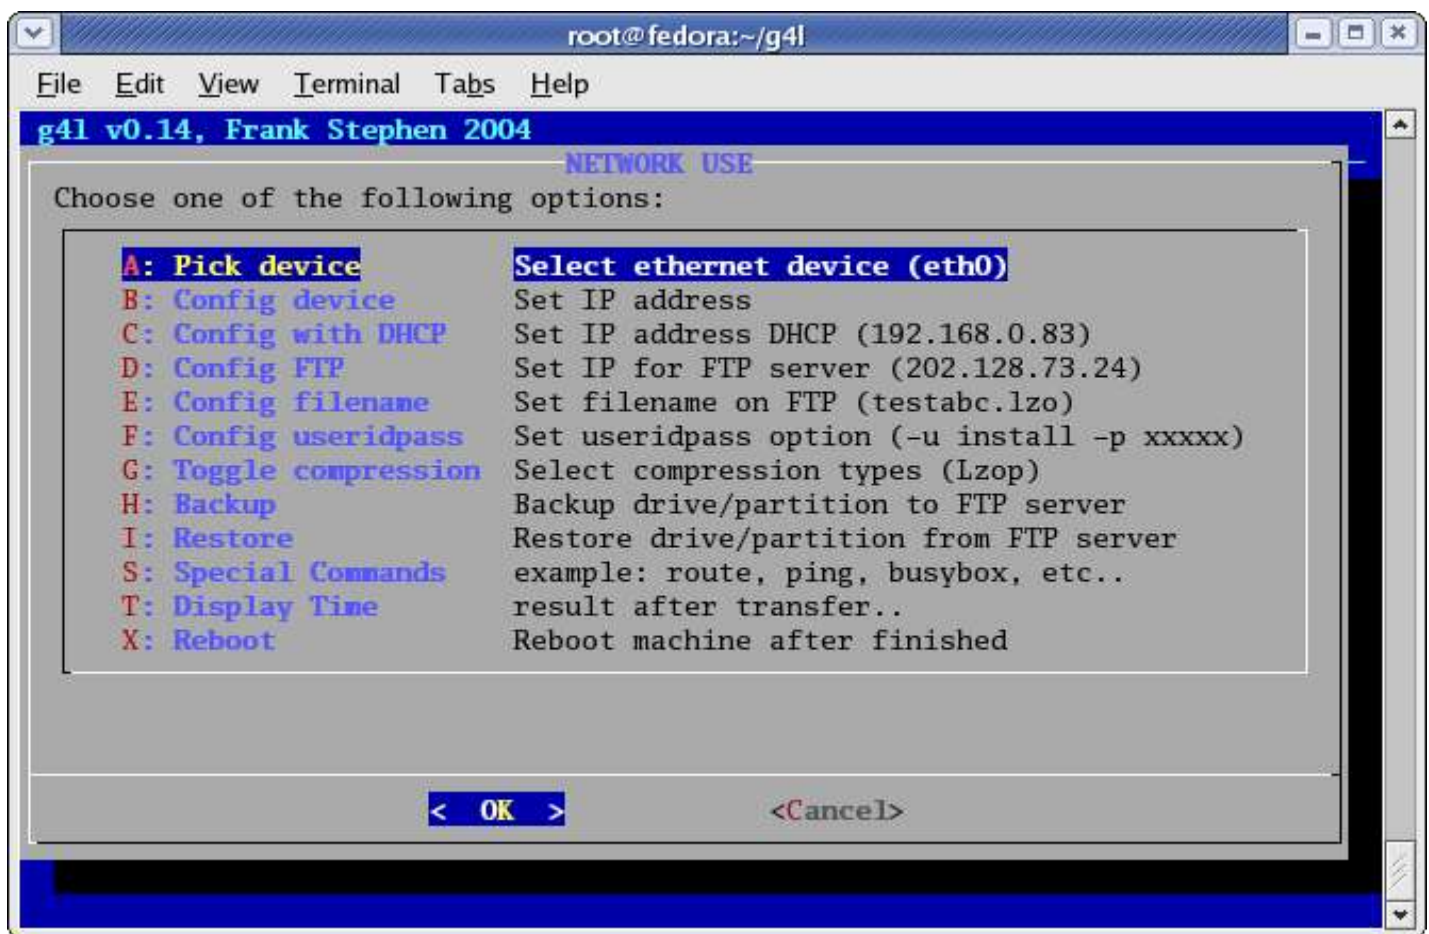 root@fedora:~/g4l
File Edit View Terminal Tabs Help
g4l v0.14, Frank Stephen 2004
NETWORK USE
Choose one of the following options:
A: Pick device Select ethernet device (eth0)
B: Config device Set IP address
C: Config with DHCP Set IP address DHCP (192.168.0.83)
D: Config FTP Set IP for FTP server (202.128.73.24)
E: Config filename Set filename on FTP (testabc.lzo)
F: Config useridpass Set useridpass option (-u install -p xxxxx)
G: Toggle compression Select compression types (Lzop)
H: Backup Backup drive/partition to FTP server
I: Restore Restore drive/partition from FTP server
S: Special Commands example: route, ping, busybox, etc..
T: Display Time result after transfer..
X: Reboot Reboot machine after finished
< OK > <Cancel>